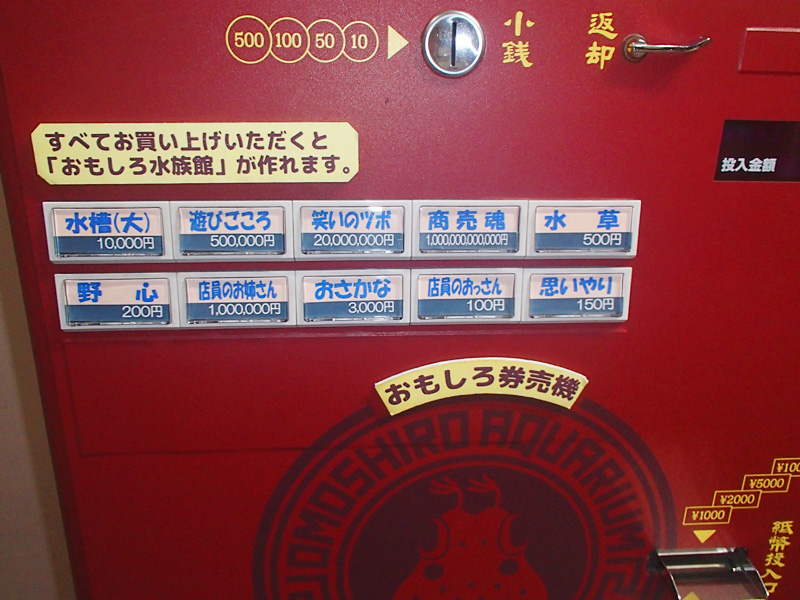 500 100 50 10
小銭
返却
すべてお買い上げいただくと
「おもしろ水族館」が作れます。
投入金額
水槽(大) 遊びごころ 笑いのツボ 商売魂 水草
10,000円 500,000円 20,000,000円 1,000,000,000,000円 500円
野心 店員のお姉さん おさかな 店員のおっさん 思いやり
200円 1,000,000円 3,000円 100円 150円
おもしろ券売機
OMOSHIRO AQUARIUM
¥5000
¥2000
¥1000
紙幣投入口